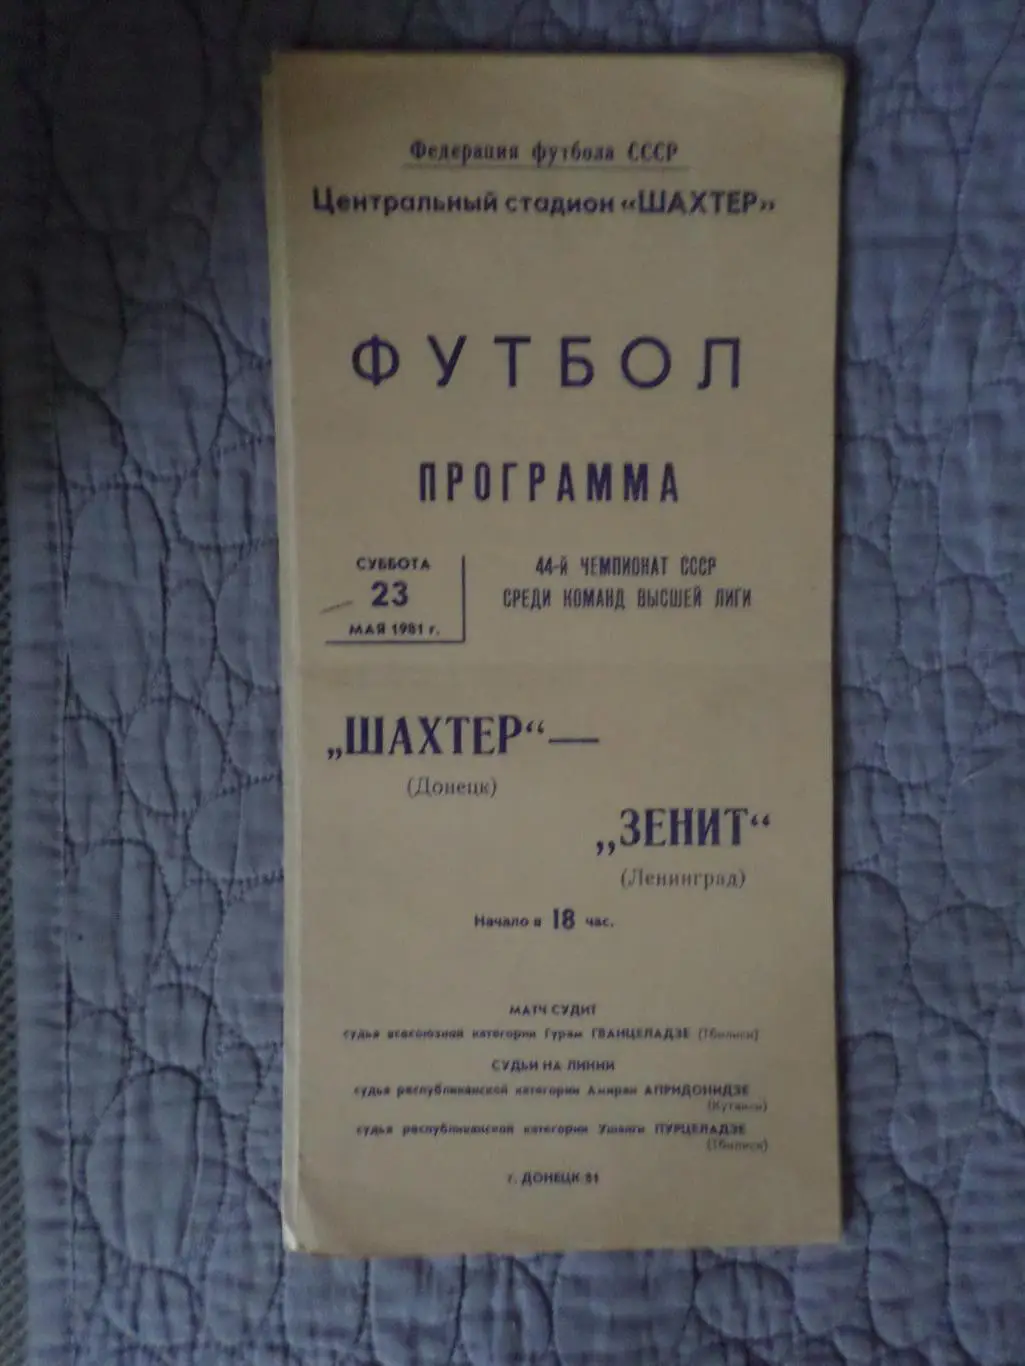 Федерация футбола СССР
Центральный стадион «ШАХТЕР»
ФУТБОЛ
ПРОГРАММА
СУББОТА
23
МАЯ 1981 г.
44-й ЧЕМПИОНАТ СССР
СРЕДИ КОМАНД ВЫСШЕЙ ЛИГИ
„ШАХТЕР“ —
(Донецк)
„ЗЕНИТ“
(Ленинград)
Начало в 18 час.
МАТЧ СУДИТ
судья всесоюзной категории Гурам ГВАНЦЕЛАДЗЕ (Тбилиси)
СУДЬИ НА ЛИНИИ
судья республиканской категории Амиран АПРИДОНИДЗЕ
(Кутаиси)
судья республиканской категории Ушанги ПУРЦЕЛАДЗЕ
(Тбилиси)
г. ДОНЕЦК 81